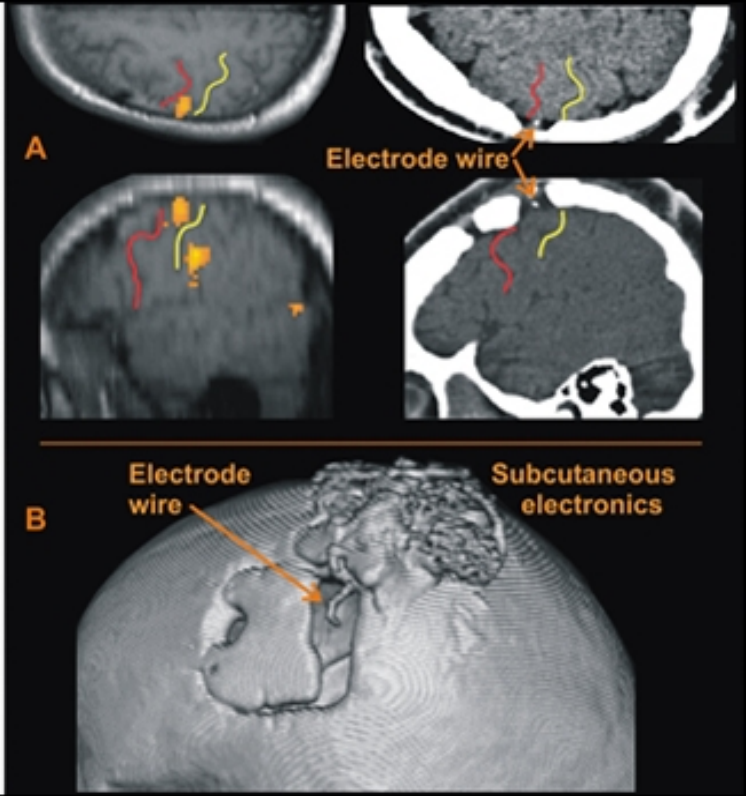 A
Electrode wire
Electrode
wire
Subcutaneous
electronics
B